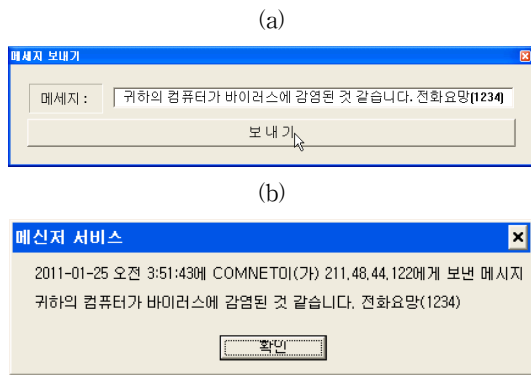 (a)
메세지 보내기
메세지 : 귀하의 컴퓨터가 바이러스에 감염된 것 같습니다. 전화요망(1234)
보 내 기
(b)
메신저 서비스
2011-01-25 오전 3:51:43에 COMNET이(가) 211.48.44.122에게 보낸 메시지
귀하의 컴퓨터가 바이러스에 감염된 것 같습니다. 전화요망(1234)
확인